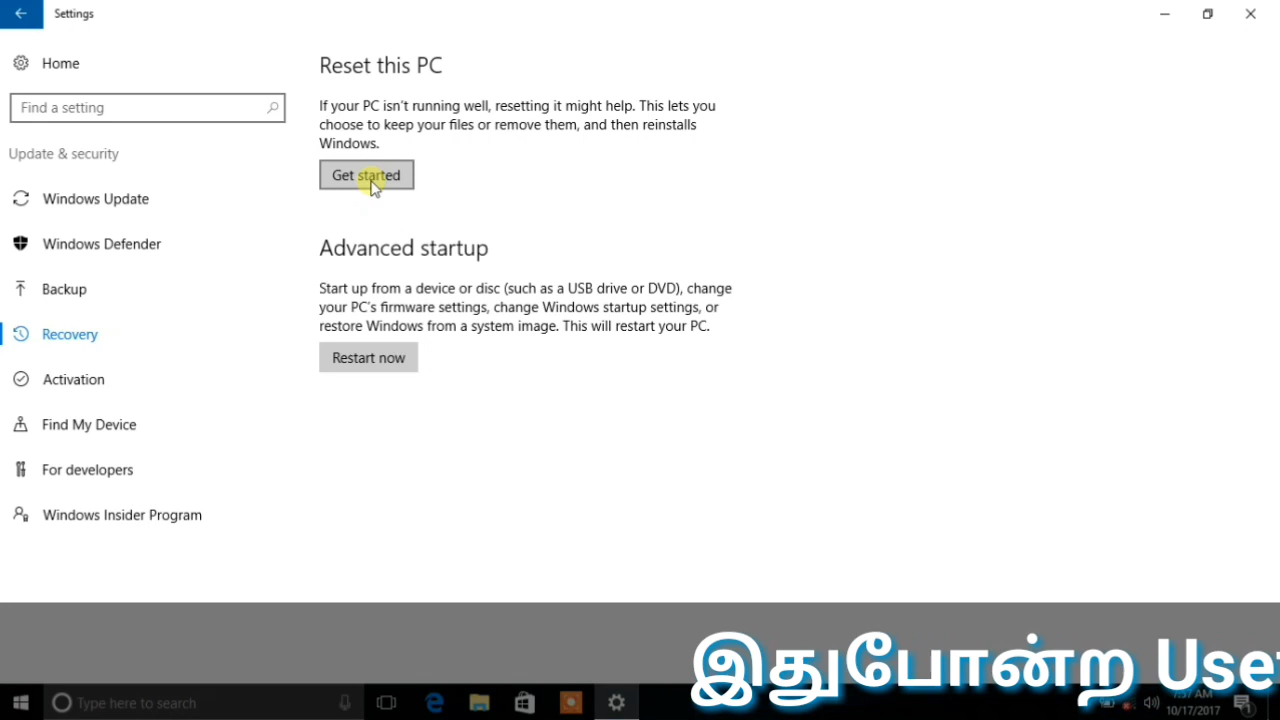 Settings
Home
Find a setting
Update & security
Windows Update
Windows Defender
Backup
Recovery
Activation
Find My Device
For developers
Windows Insider Program
Reset this PC
If your PC isn't running well, resetting it might help. This lets you
choose to keep your files or remove them, and then reinstalls
Windows.
Get started
Advanced startup
Start up from a device or disc (such as a USB drive or DVD), change
your PC's firmware settings, change Windows startup settings, or
restore Windows from a system image. This will restart your PC.
Restart now
இதுபோன்ற Use
Type here to search
7:37 AM
10/17/2017